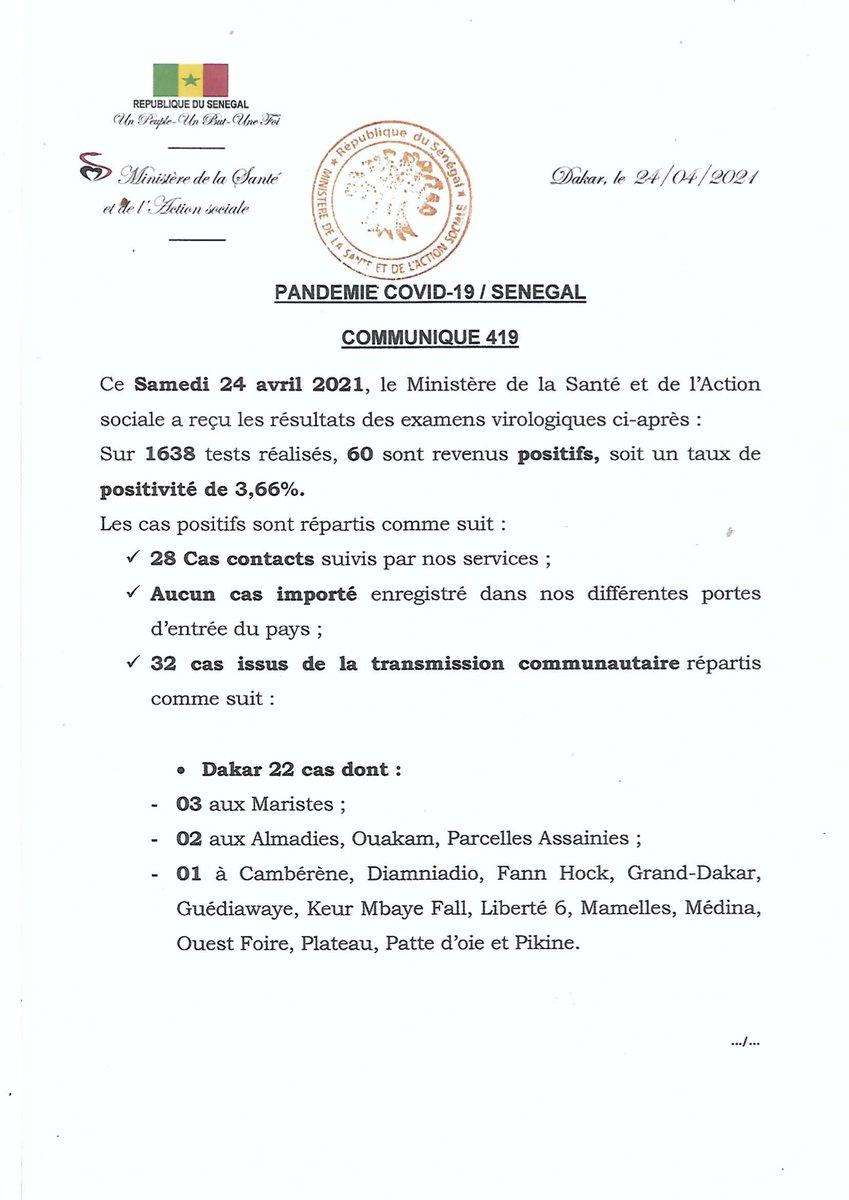 REPUBLIQUE DU SENEGAL
Un Peuple-Un But-Une Foi
Ministère de la Santé
et de l'Action sociale
République du Sénégal
MINISTERE DE LA SANTE ET DE L'ACTION SOCIALE
Dakar, le 24/04/2021
PANDEMIE COVID-19 / SENEGAL
COMMUNIQUE 419
Ce Samedi 24 avril 2021, le Ministère de la Santé et de l'Action
sociale a reçu les résultats des examens virologiques ci-après :
Sur 1638 tests réalisés, 60 sont revenus positifs, soit un taux de
positivité de 3,66%.
Les cas positifs sont répartis comme suit :
✓ 28 Cas contacts suivis par nos services ;
✓ Aucun cas importé enregistré dans nos différentes portes
d'entrée du pays ;
✓ 32 cas issus de la transmission communautaire répartis
comme suit :
• Dakar 22 cas dont :
- 03 aux Maristes ;
- 02 aux Almadies, Ouakam, Parcelles Assainies ;
- 01 à Cambérène, Diamniadio, Fann Hock, Grand-Dakar,
Guédiawaye, Keur Mbaye Fall, Liberté 6, Mamelles, Médina,
Ouest Foire, Plateau, Patte d'oie et Pikine.
.../...